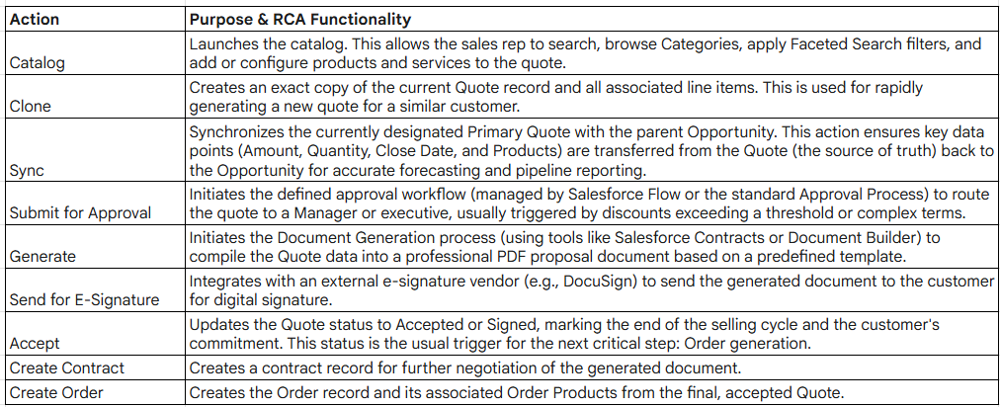 Action Purpose & RCA Functionality
Launches the catalog. This allows the sales rep to search, browse Categories, apply Faceted Search filters, and
Catalog add or configure products and services to the quote.
Creates an exact copy of the current Quote record and all associated line items. This is used for rapidly
Clone generating a new quote for a similar customer.
Synchronizes the currently designated Primary Quote with the parent Opportunity. This action ensures key data
points (Amount, Quantity, Close Date, and Products) are transferred from the Quote (the source of truth) back to
Sync the Opportunity for accurate forecasting and pipeline reporting.
Initiates the defined approval workflow (managed by Salesforce Flow or the standard Approval Process) to route
Submit for Approval the quote to a Manager or executive, usually triggered by discounts exceeding a threshold or complex terms.
Initiates the Document Generation process (using tools like Salesforce Contracts or Document Builder) to
Generate compile the Quote data into a professional PDF proposal document based on a predefined template.
Integrates with an external e-signature vendor (e.g., DocuSign) to send the generated document to the customer
Send for E-Signature for digital signature.
Updates the Quote status to Accepted or Signed, marking the end of the selling cycle and the customer's
Accept commitment. This status is the usual trigger for the next critical step: Order generation.
Create Contract Creates a contract record for further negotiation of the generated document.
Create Order Creates the Order record and its associated Order Products from the final, accepted Quote.